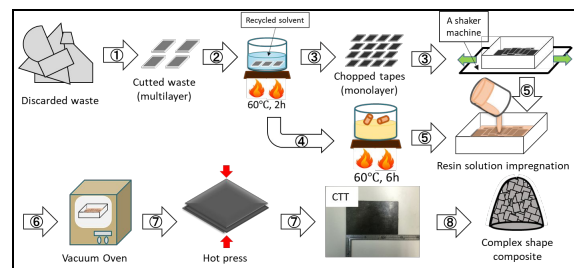 Recycled solvent
A shaker
machine
①
②
③
③
⑤
Discarded waste
Cutted waste
(multilayer)
60℃, 2h
Chopped tapes
(monolayer)
④
⑤
60℃, 6h
Resin solution impregnation
⑥
⑦
⑦
CTT
⑧
Vacuum Oven
Hot press
Complex shape
composite